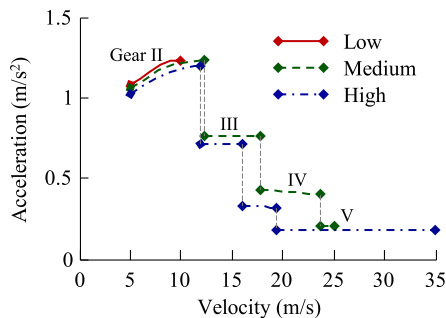 Acceleration (m/s²)
1.5
1
0.5
0
Gear II
III
IV
V
Low
Medium
High
0 5 10 15 20 25 30 35
Velocity (m/s)